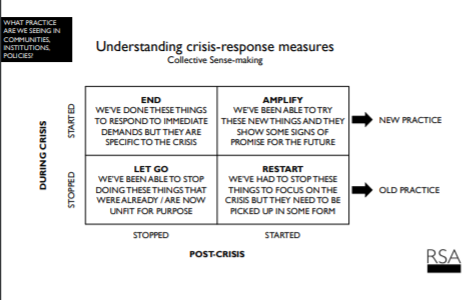 WHAT PRACTICE
ARE WE SEEING IN
COMMUNITIES,
INSTITUTIONS,
POLICIES?
Understanding crisis-response measures
Collective Sense-making
DURING CRISIS
STARTED
END
WE'VE DONE THESE THINGS
TO RESPOND TO IMMEDIATE
DEMANDS BUT THEY ARE
SPECIFIC TO THE CRISIS
AMPLIFY
WE'VE BEEN ABLE TO TRY
THESE NEW THINGS AND THEY
SHOW SOME SIGNS OF
PROMISE FOR THE FUTURE
NEW PRACTICE
STOPPED
LET GO
WE'VE BEEN ABLE TO STOP
DOING THESE THINGS THAT
WERE ALREADY / ARE NOW
UNFIT FOR PURPOSE
RESTART
WE'VE HAD TO STOP THESE
THINGS TO FOCUS ON THE
CRISIS BUT THEY NEED TO BE
PICKED UP IN SOME FORM
OLD PRACTICE
STOPPED
STARTED
POST-CRISIS
RSA